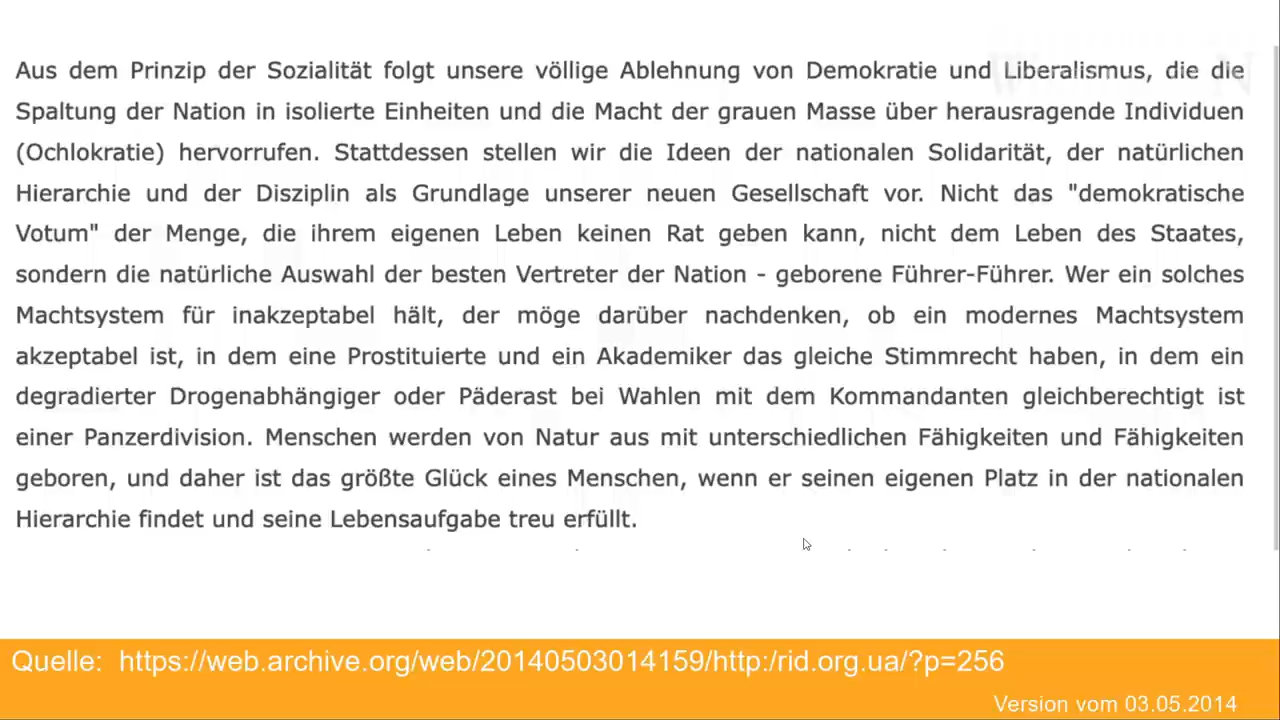 Aus dem Prinzip der Sozialität folgt unsere völlige Ablehnung von Demokratie und Liberalismus, die die
Spaltung der Nation in isolierte Einheiten und die Macht der grauen Masse über herausragende Individuen
(Ochlokratie) hervorrufen. Stattdessen stellen wir die Ideen der nationalen Solidarität, der natürlichen
Hierarchie und der Disziplin als Grundlage unserer neuen Gesellschaft vor. Nicht das "demokratische
Votum" der Menge, die ihrem eigenen Leben keinen Rat geben kann, nicht dem Leben des Staates,
sondern die natürliche Auswahl der besten Vertreter der Nation - geborene Führer-Führer. Wer ein solches
Machtsystem für inakzeptabel hält, der möge darüber nachdenken, ob ein modernes Machtsystem
akzeptabel ist, in dem eine Prostituierte und ein Akademiker das gleiche Stimmrecht haben, in dem ein
degradierter Drogenabhängiger oder Päderast bei Wahlen mit dem Kommandanten gleichberechtigt ist
einer Panzerdivision. Menschen werden von Natur aus mit unterschiedlichen Fähigkeiten und Fähigkeiten
geboren, und daher ist das größte Glück eines Menschen, wenn er seinen eigenen Platz in der nationalen
Hierarchie findet und seine Lebensaufgabe treu erfüllt.
Quelle: https://web.archive.org/web/20140503014159/http:/rid.org.ua/?p=256
Version vom 03.05.2014